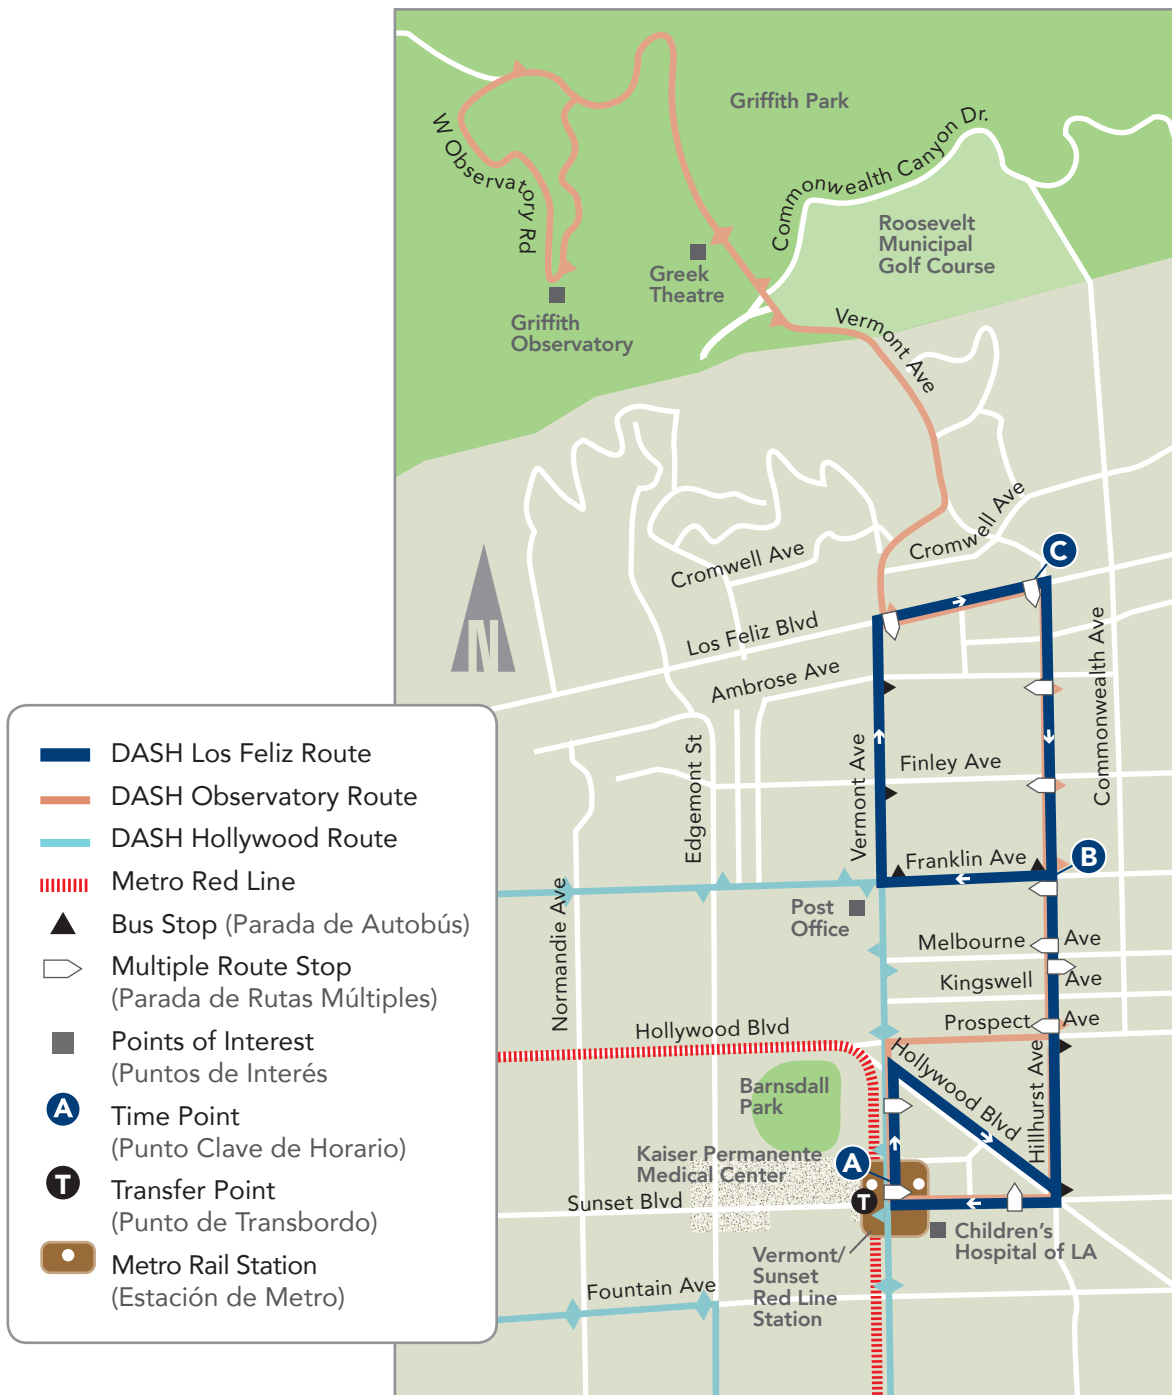 Griffith Park
Commonwealth Canyon Dr.
W Observatory Rd
Roosevelt
Municipal
Golf Course
Greek
Theatre
Griffith
Observatory
Vermont Ave
Cromwell Ave
Cromwell Ave
C
N
Los Feliz Blvd
Ambrose Ave
Commonwealth Ave
Edgemont St
Vermont Ave
Finley Ave
Franklin Ave
B
Normandie Ave
Post
Office
Melbourne Ave
Kingswell Ave
Prospect Ave
Hollywood Blvd
Hollywood Blvd
Hillhurst Ave
Barnsdall
Park
Kaiser Permanente
Medical Center
A
T
Sunset Blvd
Children's
Hospital of LA
Vermont/
Sunset
Red Line
Station
Fountain Ave
DASH Los Feliz Route
DASH Observatory Route
DASH Hollywood Route
Metro Red Line
Bus Stop (Parada de Autobús)
Multiple Route Stop
(Parada de Rutas Múltiples)
Points of Interest
(Puntos de Interés
A Time Point
(Punto Clave de Horario)
T Transfer Point
(Punto de Transbordo)
Metro Rail Station
(Estación de Metro)